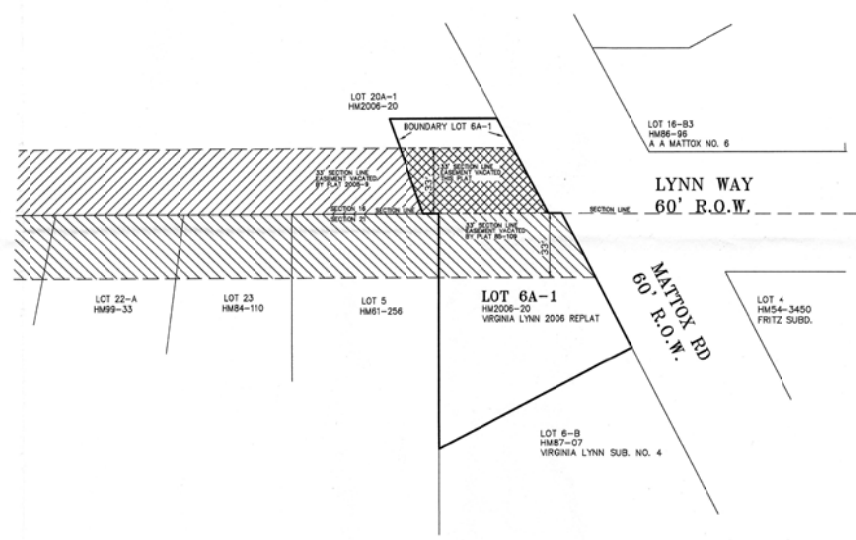 LOT 20A-1
HM2006-20
BOUNDARY LOT 6A-1
LOT 16-B3
HM86-96
A A MATTOX NO. 6
33' SECTION LINE
EASEMENT VACATED
BY PLAT 2005-9
33'
33' SECTION LINE
EASEMENT VACATED
THIS PLAT
LYNN WAY
60' R.O.W.
SECTION 18
SECTION LINE
SECTION LINE
33' SECTION LINE
EASEMENT VACATED
BY PLAT 86-109
33'
MATTOX RD
60' R.O.W.
LOT 22-A
HM99-33
LOT 23
HM84-110
LOT 5
HM61-256
LOT 6A-1
HM2006-20
VIRGINIA LYNN 2006 REPLAT
LOT 4
HM54-3450
FRITZ SUBD.
LOT 6-B
HM87-07
VIRGINIA LYNN SUB. NO. 4